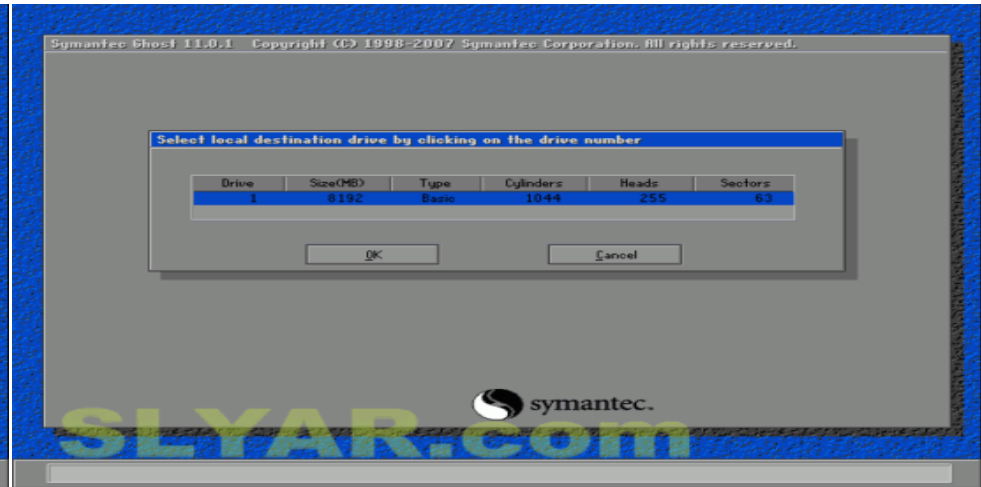 Symantec Ghost 11.0.1 Copyright (C) 1998-2007 Symantec Corporation. All rights reserved.
Select local destination drive by clicking on the drive number
Drive Size(MB) Type Cylinders Heads Sectors
1 8192 Basic 1044 255 63
OK Cancel
symantec.
SLYAR.com